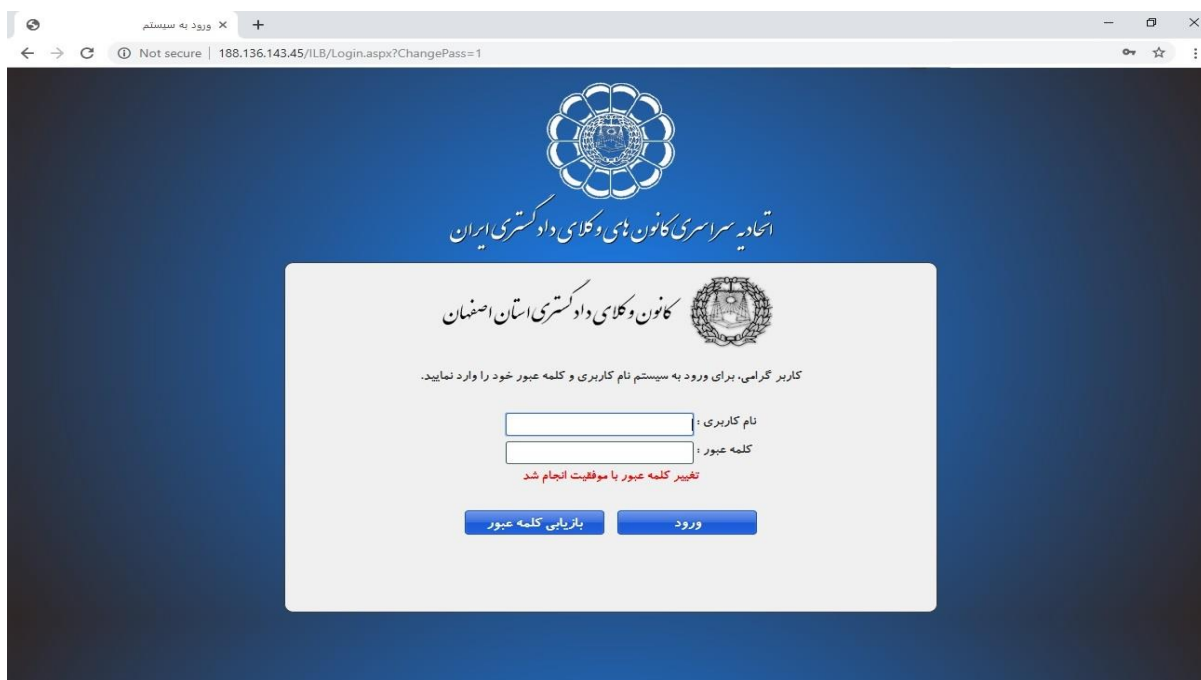 ورود به سیستم
Not secure | 188.136.143.45/ILB/Login.aspx?ChangePass=1
اتحادیه سراسری کانون های وکلای دادگستری ایران
کانون وکلای دادگستری استان اصفهان
کاربر گرامی، برای ورود به سیستم نام کاربری و کلمه عبور خود را وارد نمایید.
نام کاربری :
کلمه عبور :
تغییر کلمه عبور با موفقیت انجام شد
ورود بازیابی کلمه عبور